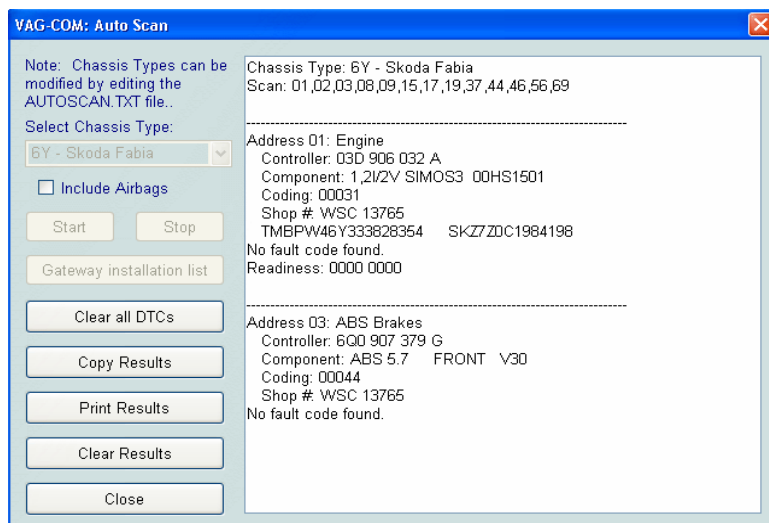 VAG-COM: Auto Scan
Note: Chassis Types can be
modified by editing the
AUTOSCAN.TXT file..
Select Chassis Type:
6Y - Skoda Fabia
Include Airbags
Start
Stop
Gateway installation list
Clear all DTCs
Copy Results
Print Results
Clear Results
Close
Chassis Type: 6Y - Skoda Fabia
Scan: 01,02,03,08,09,15,17,19,37,44,46,56,69
-------------------------------------------------------------------------------
Address 01: Engine
Controller: 03D 906 032 A
Component: 1,2l/2V SIMOS3 00HS1501
Coding: 00031
Shop #: WSC 13765
TMBPW46Y333828354 SKZ7Z0C1984198
No fault code found.
Readiness: 0000 0000
-------------------------------------------------------------------------------
Address 03: ABS Brakes
Controller: 6Q0 907 379 G
Component: ABS 5.7 FRONT V30
Coding: 00044
Shop #: WSC 13765
No fault code found.